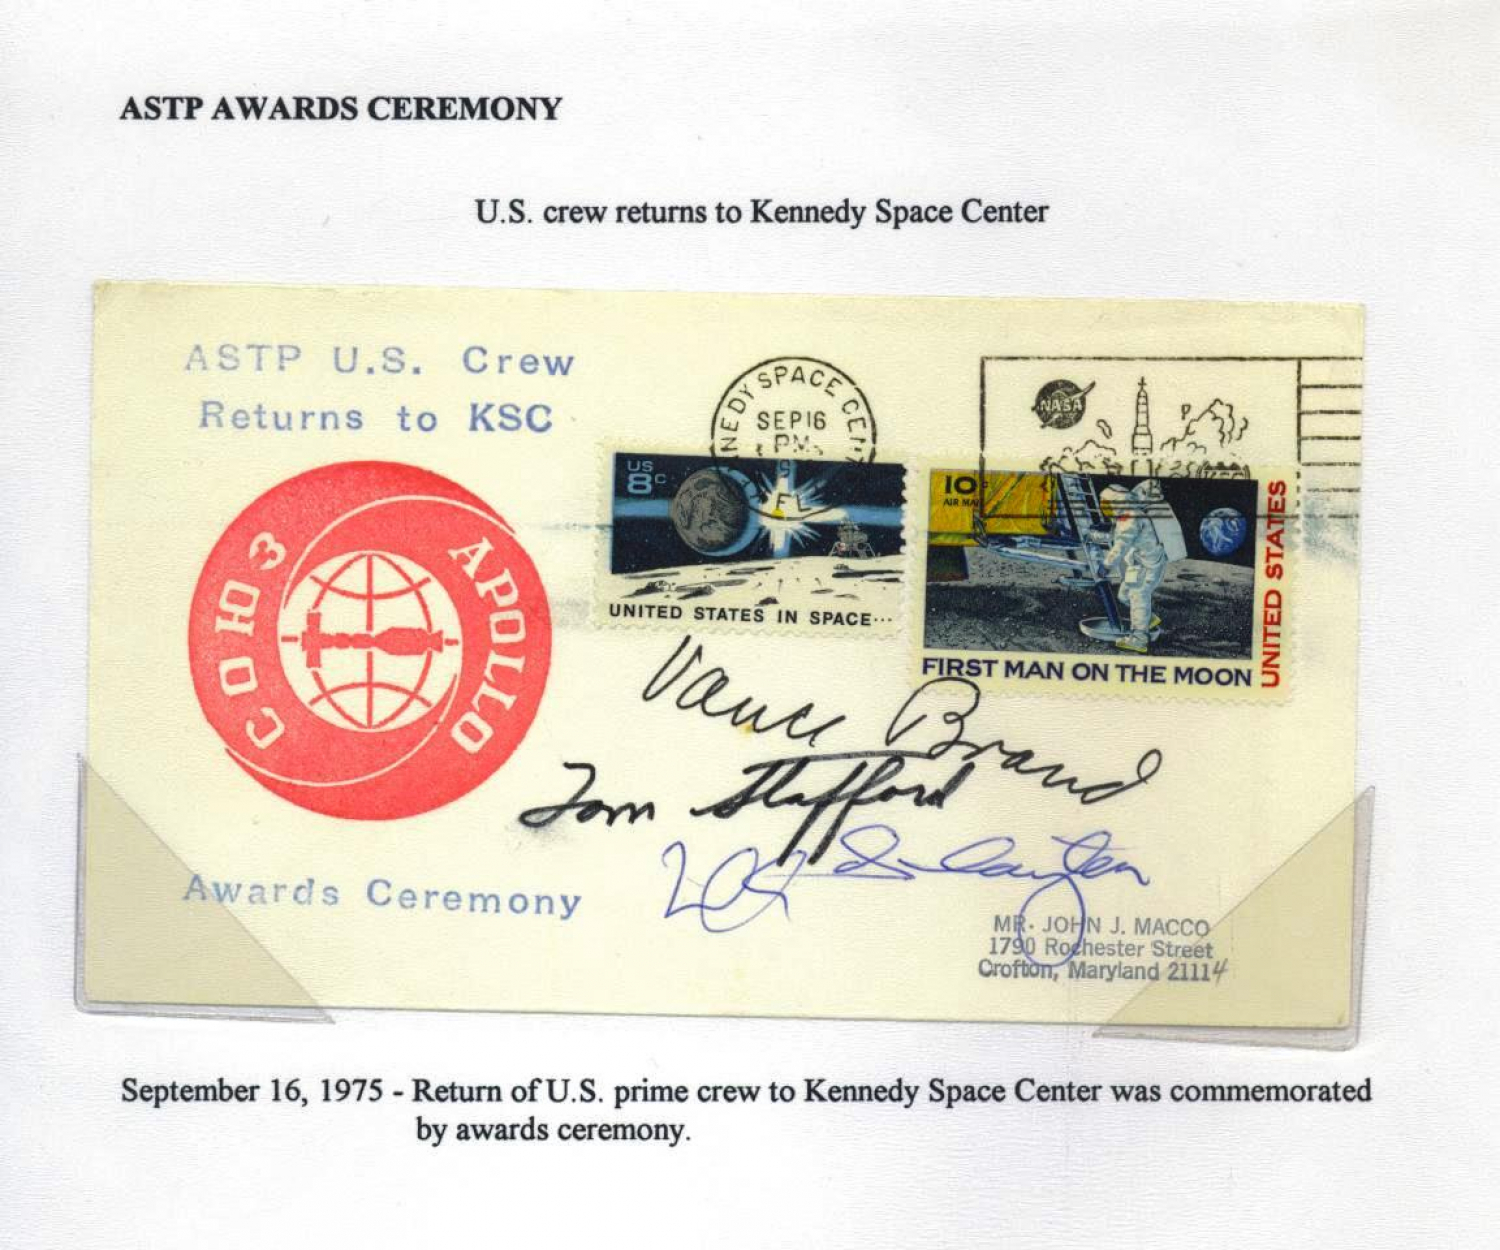 ASTP AWARDS CEREMONY
U.S. crew returns to Kennedy Space Center
ASTP U.S. Crew
Returns to KSC
SPACE
SEP 16
PM
FL
NASA
US
8c
UNITED STATES IN SPACE...
10c
AIR MAIL
UNITED STATES
FIRST MAN ON THE MOON
СОЮЗ
APOLLO
Vance Brand
Tom Stafford
Slayton
Awards Ceremony
MR. JOHN J. MACCO
1790 Rochester Street
Crofton, Maryland 21114
September 16, 1975 - Return of U.S. prime crew to Kennedy Space Center was commemorated
by awards ceremony.